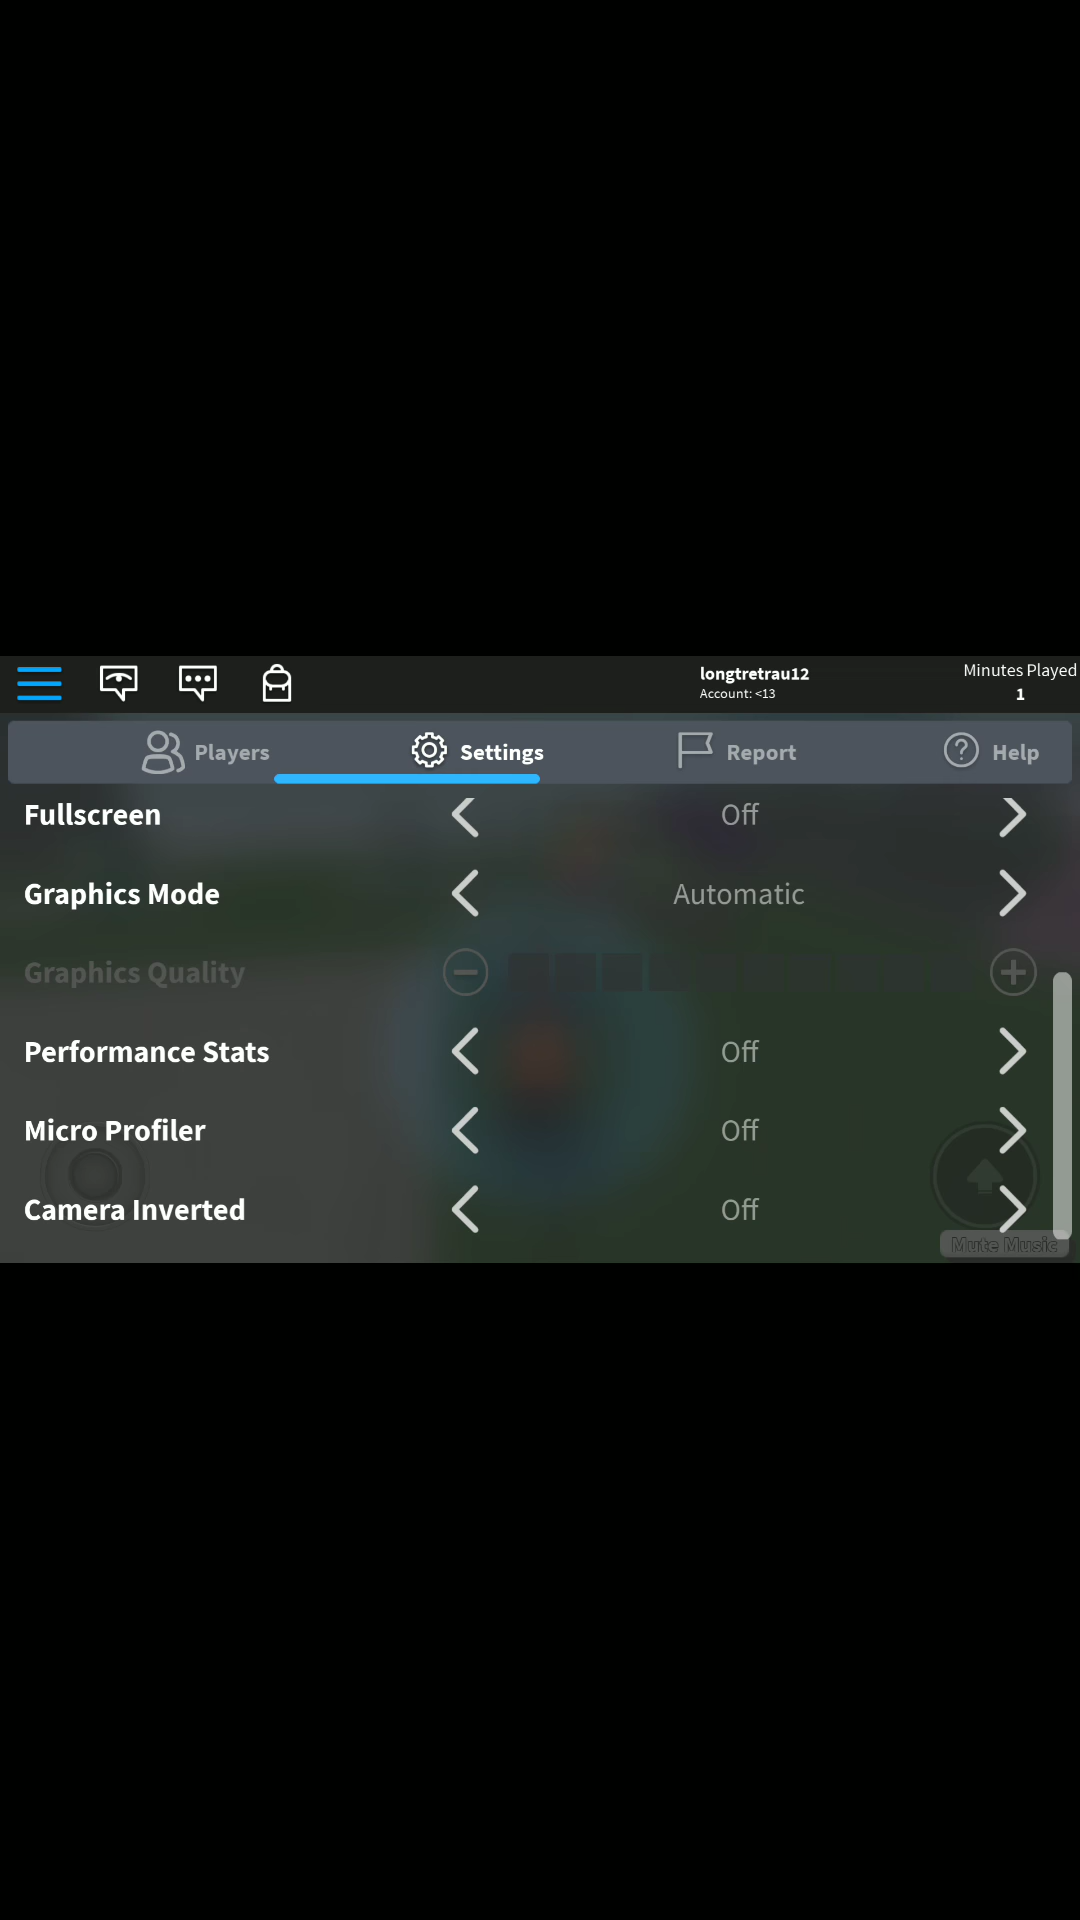 longtretrau12
Account: <13
Minutes Played
1
Players
Settings
Report
Help
Fullscreen
Off
Graphics Mode
Automatic
Graphics Quality
Performance Stats
Off
Micro Profiler
Off
Camera Inverted
Off
Mute Music